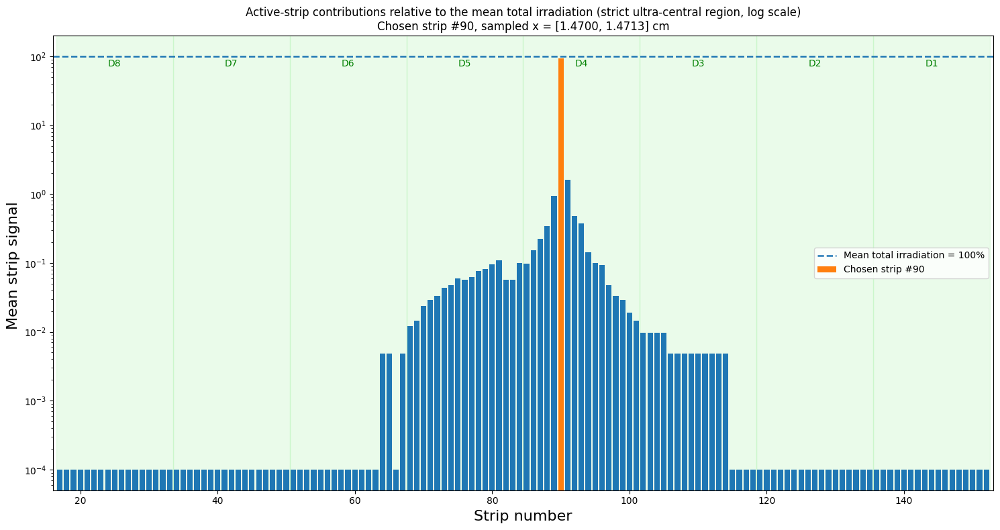 Active-strip contributions relative to the mean total irradiation (strict ultra-central region, log scale)
Chosen strip #90, sampled x = [1.4700, 1.4713] cm
10²
D8 D7 D6 D5 D4 D3 D2 D1
10¹
10⁰
10⁻¹
10⁻²
10⁻³
10⁻⁴
Mean strip signal
Mean total irradiation = 100%
Chosen strip #90
20 40 60 80 100 120 140
Strip number